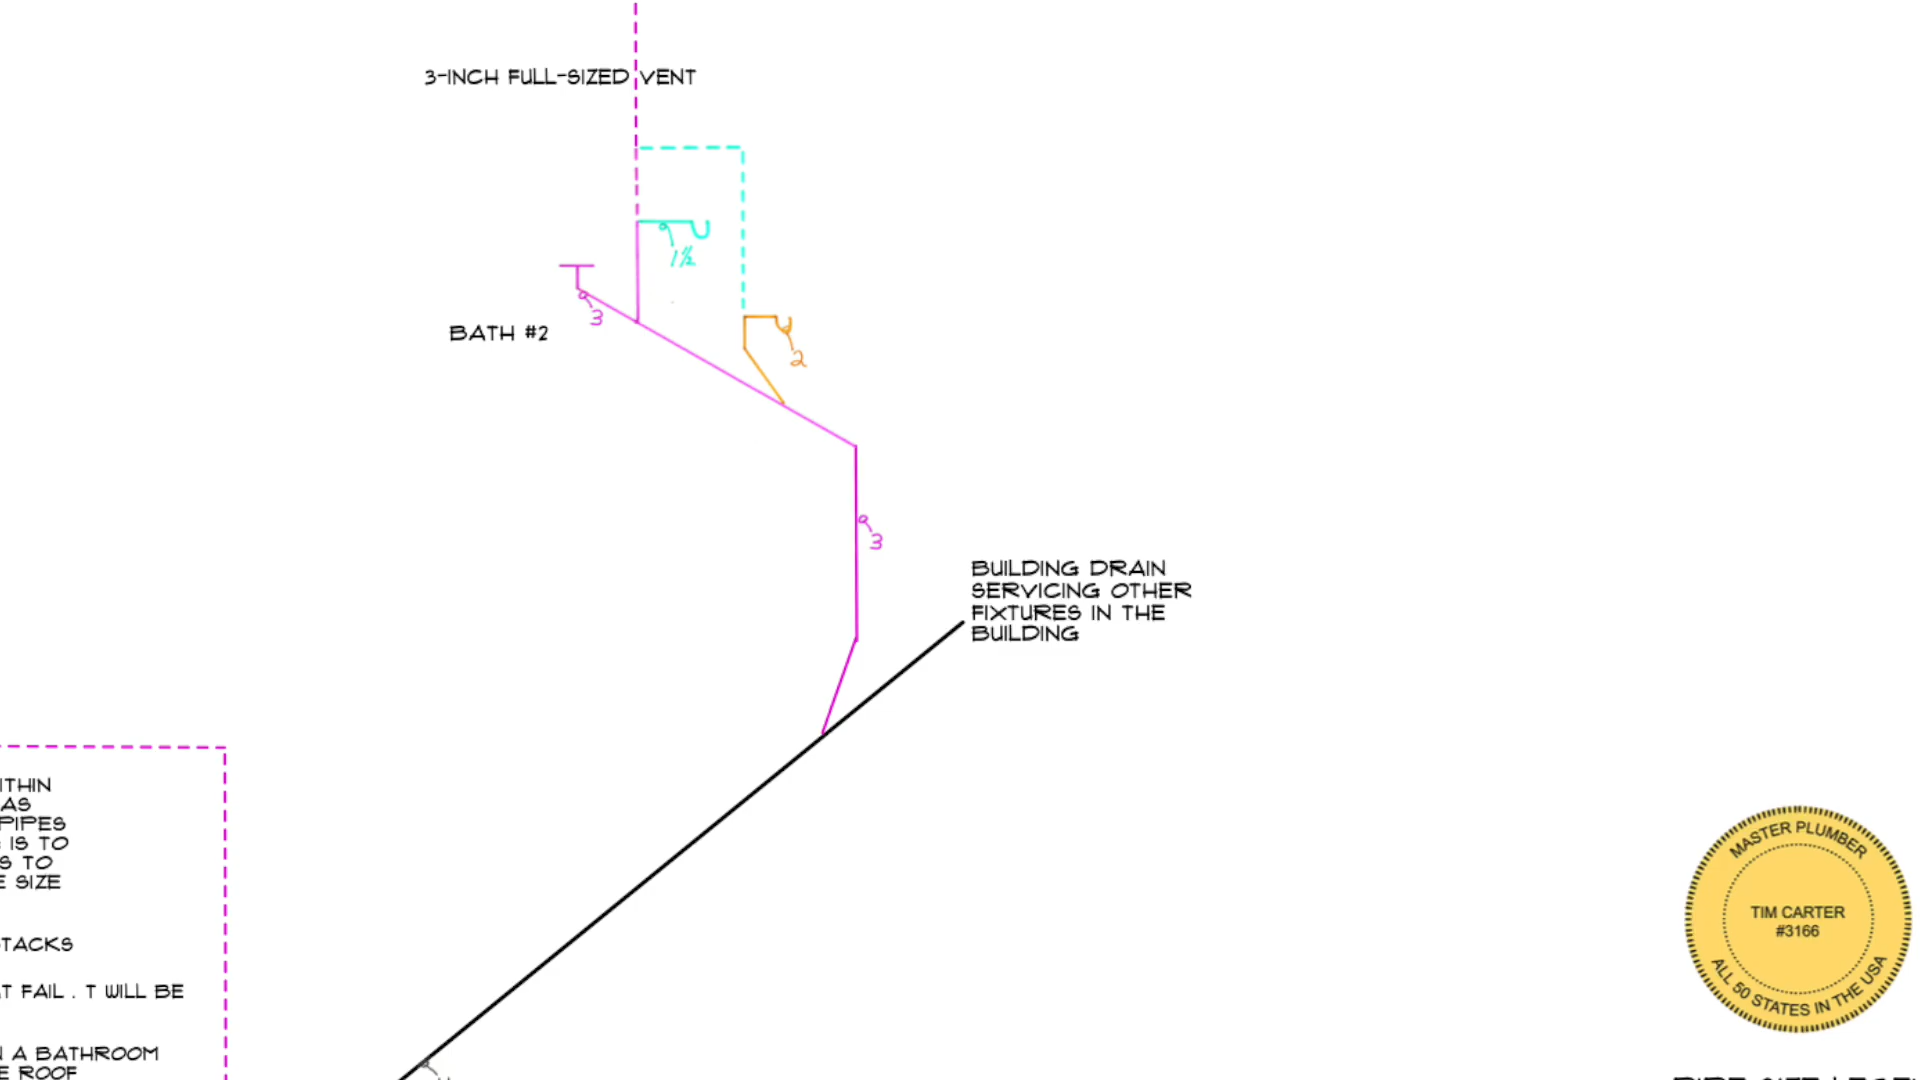 3-INCH FULL-SIZED VENT
1½
3
BATH #2
2
3
BUILDING DRAIN
SERVICING OTHER
FIXTURES IN THE
BUILDING
ITHIN
AS
PIPES
IS TO
S TO
E SIZE
TACKS
T FAIL . T WILL BE
N A BATHROOM
E ROOF
MASTER PLUMBER
TIM CARTER
#3166
ALL 50 STATES IN THE USA